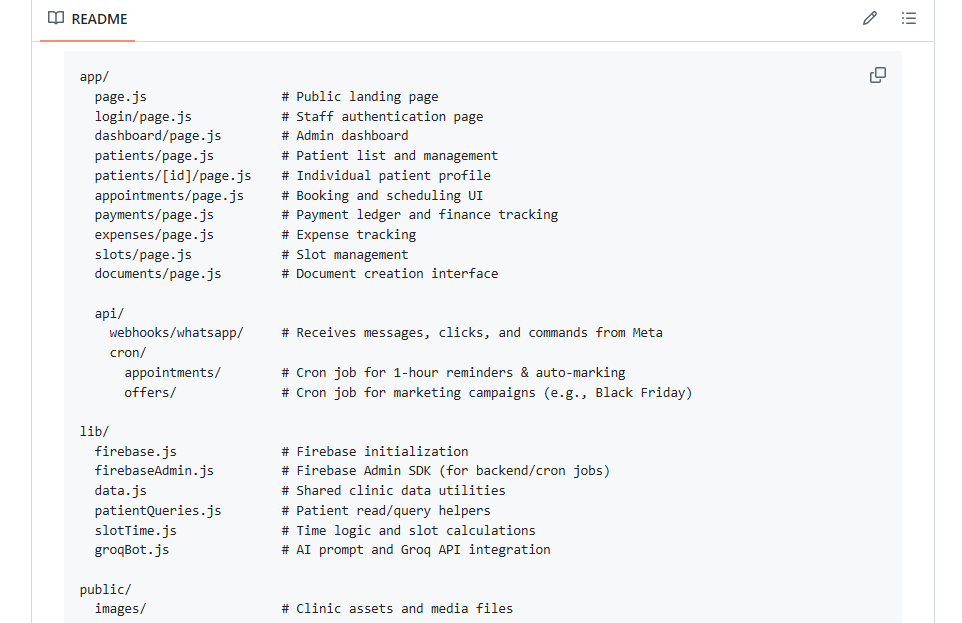 README
app/
  page.js                  # Public landing page
  login/page.js            # Staff authentication page
  dashboard/page.js        # Admin dashboard
  patients/page.js         # Patient list and management
  patients/[id]/page.js    # Individual patient profile
  appointments/page.js     # Booking and scheduling UI
  payments/page.js         # Payment ledger and finance tracking
  expenses/page.js         # Expense tracking
  slots/page.js            # Slot management
  documents/page.js        # Document creation interface
  api/
    webhooks/whatsapp/     # Receives messages, clicks, and commands from Meta
    cron/
      appointments/        # Cron job for 1-hour reminders & auto-marking
      offers/              # Cron job for marketing campaigns (e.g., Black Friday)
lib/
  firebase.js              # Firebase initialization
  firebaseAdmin.js         # Firebase Admin SDK (for backend/cron jobs)
  data.js                  # Shared clinic data utilities
  patientQueries.js        # Patient read/query helpers
  slotTime.js              # Time logic and slot calculations
  groqBot.js               # AI prompt and Groq API integration
public/
  images/                  # Clinic assets and media files